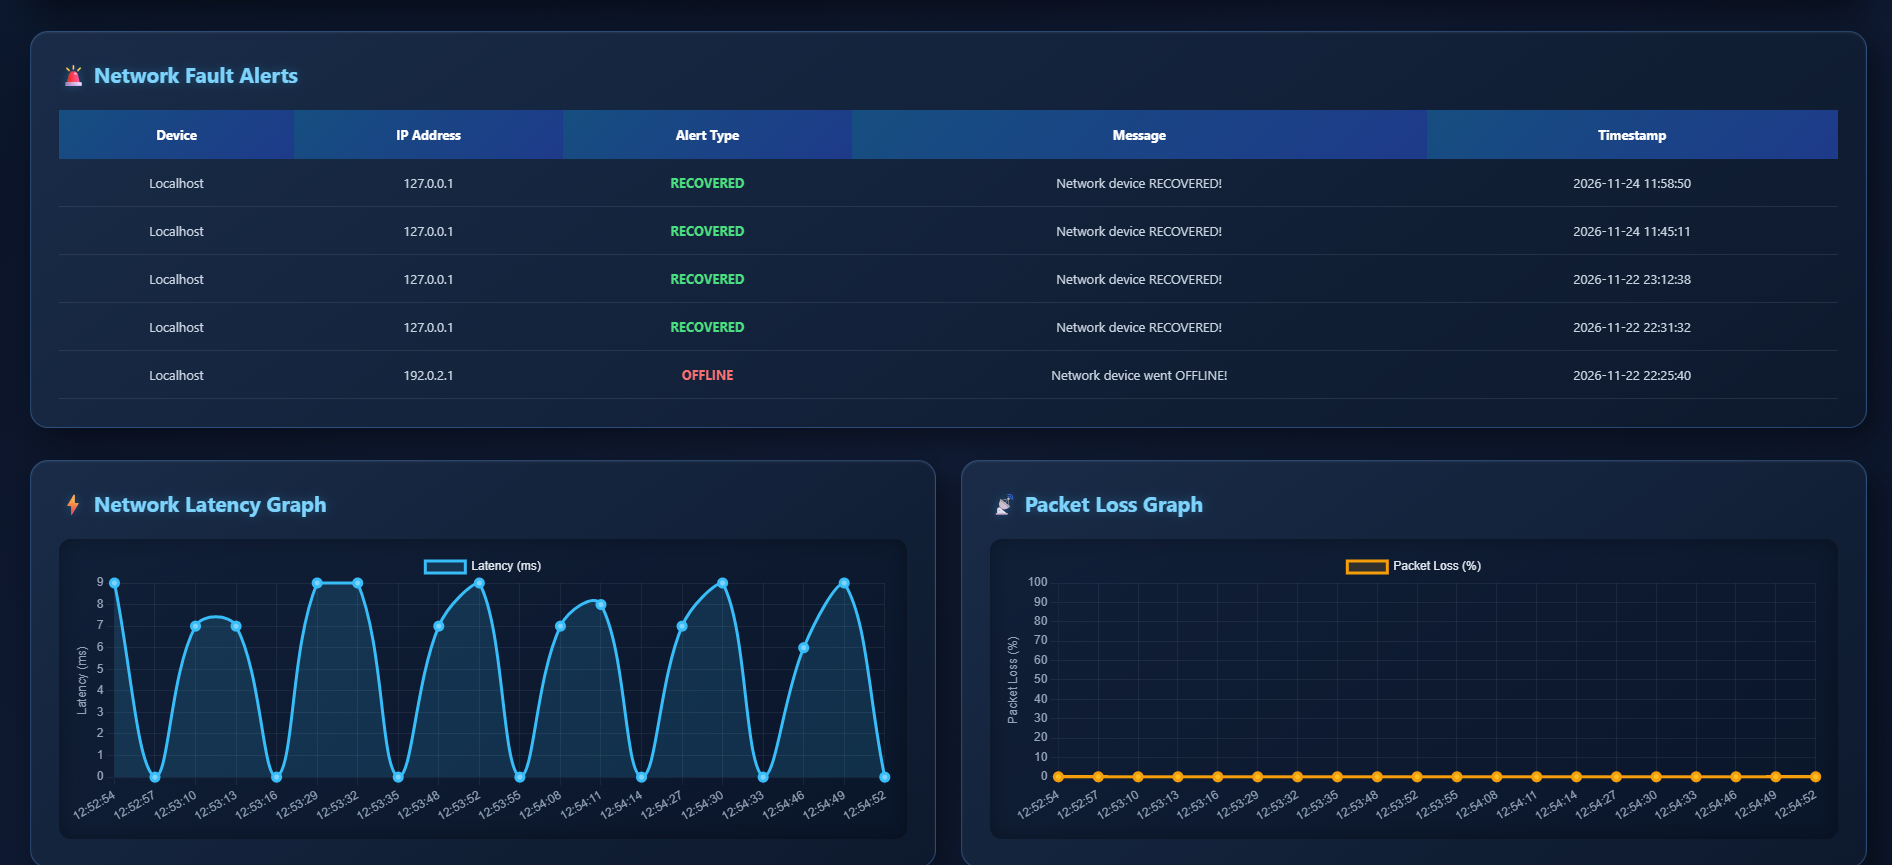 Network Fault Alerts
Device IP Address Alert Type Message Timestamp
Localhost 127.0.0.1 RECOVERED Network device RECOVERED! 2026-11-24 11:58:50
Localhost 127.0.0.1 RECOVERED Network device RECOVERED! 2026-11-24 11:45:11
Localhost 127.0.0.1 RECOVERED Network device RECOVERED! 2026-11-22 23:12:38
Localhost 127.0.0.1 RECOVERED Network device RECOVERED! 2026-11-22 22:31:32
Localhost 192.0.2.1 OFFLINE Network device went OFFLINE! 2026-11-22 22:25:40
Network Latency Graph
Latency (ms)
9
8
7
6
5
4
3
2
1
0
Latency (ms)
12:52:54 12:52:57 12:53:10 12:53:13 12:53:16 12:53:29 12:53:32 12:53:35 12:53:48 12:53:52 12:53:55 12:54:08 12:54:11 12:54:14 12:54:27 12:54:30 12:54:33 12:54:46 12:54:49 12:54:52
Packet Loss Graph
Packet Loss (%)
100
90
80
70
60
50
40
30
20
10
0
Packet Loss (%)
12:52:54 12:52:57 12:53:10 12:53:13 12:53:16 12:53:29 12:53:32 12:53:35 12:53:48 12:53:52 12:53:55 12:54:08 12:54:11 12:54:14 12:54:27 12:54:30 12:54:33 12:54:46 12:54:49 12:54:52